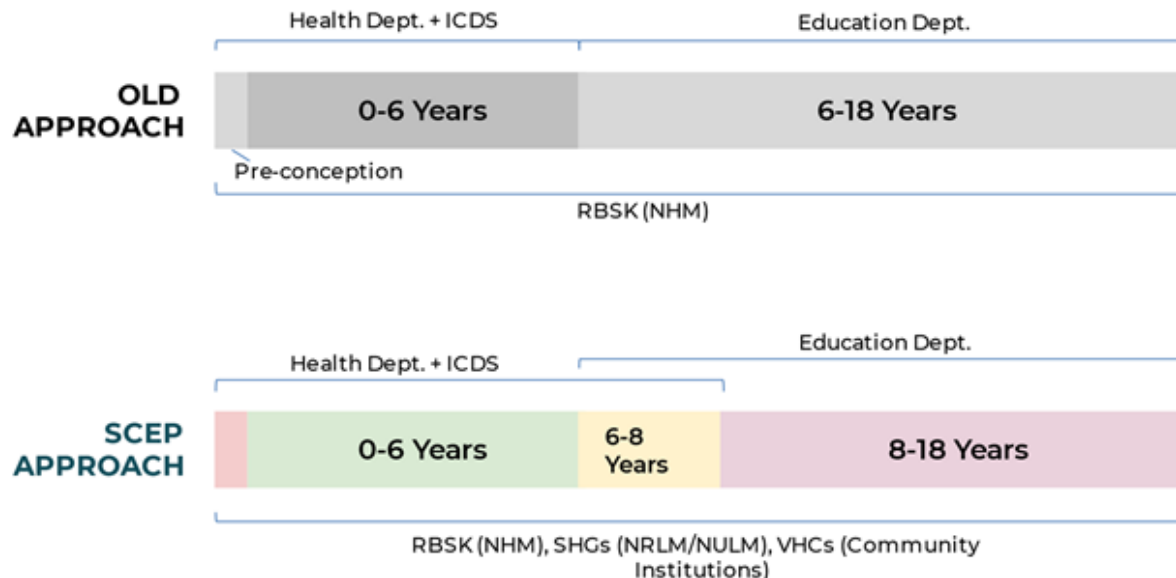 Health Dept. + ICDS
Education Dept.
OLD
APPROACH
0-6 Years
6-18 Years
Pre-conception
RBSK (NHM)
Education Dept.
Health Dept. + ICDS
SCEP
APPROACH
0-6 Years
6-8
Years
8-18 Years
RBSK (NHM), SHGs (NRLM/NULM), VHCs (Community
Institutions)